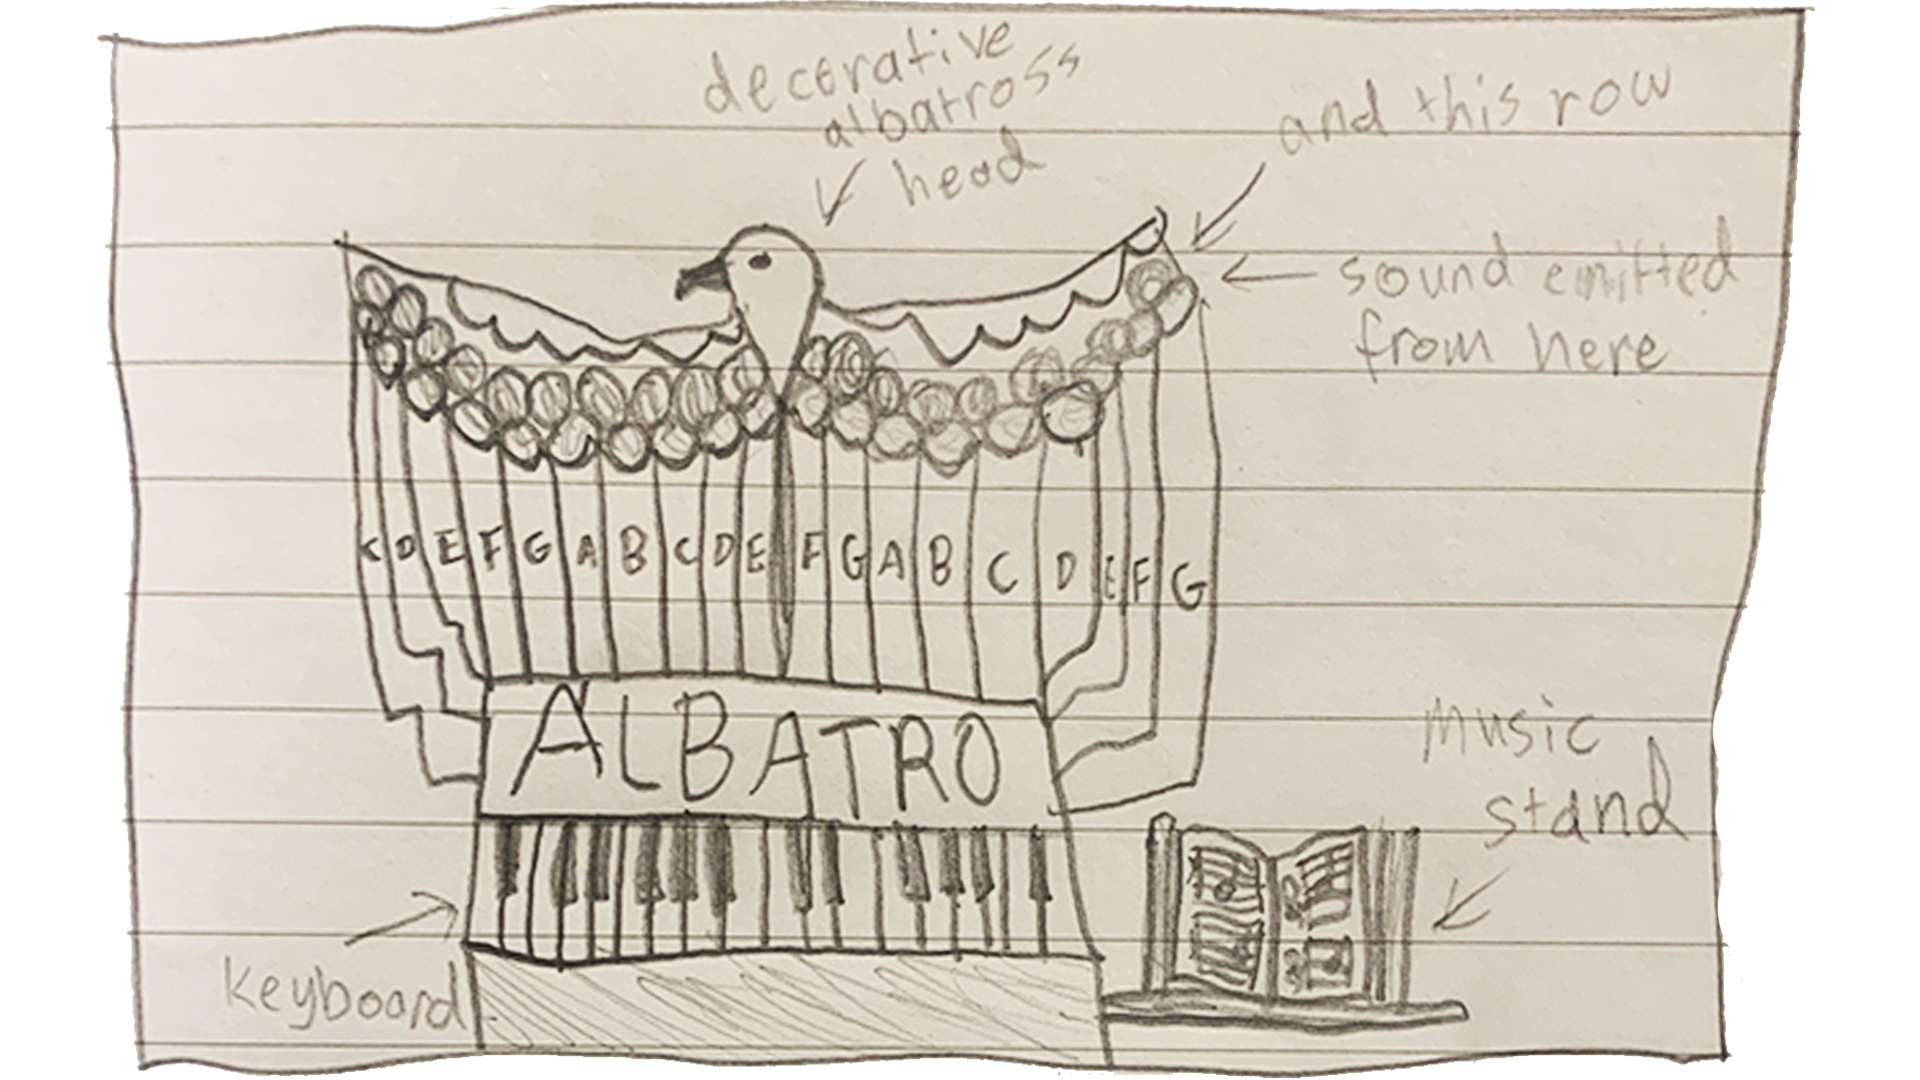 decorative
albatross
head
and this row
sound emitted
from here
C D E F G A B C D E F G A B C D E F G
ALBATRO
music
stand
keyboard